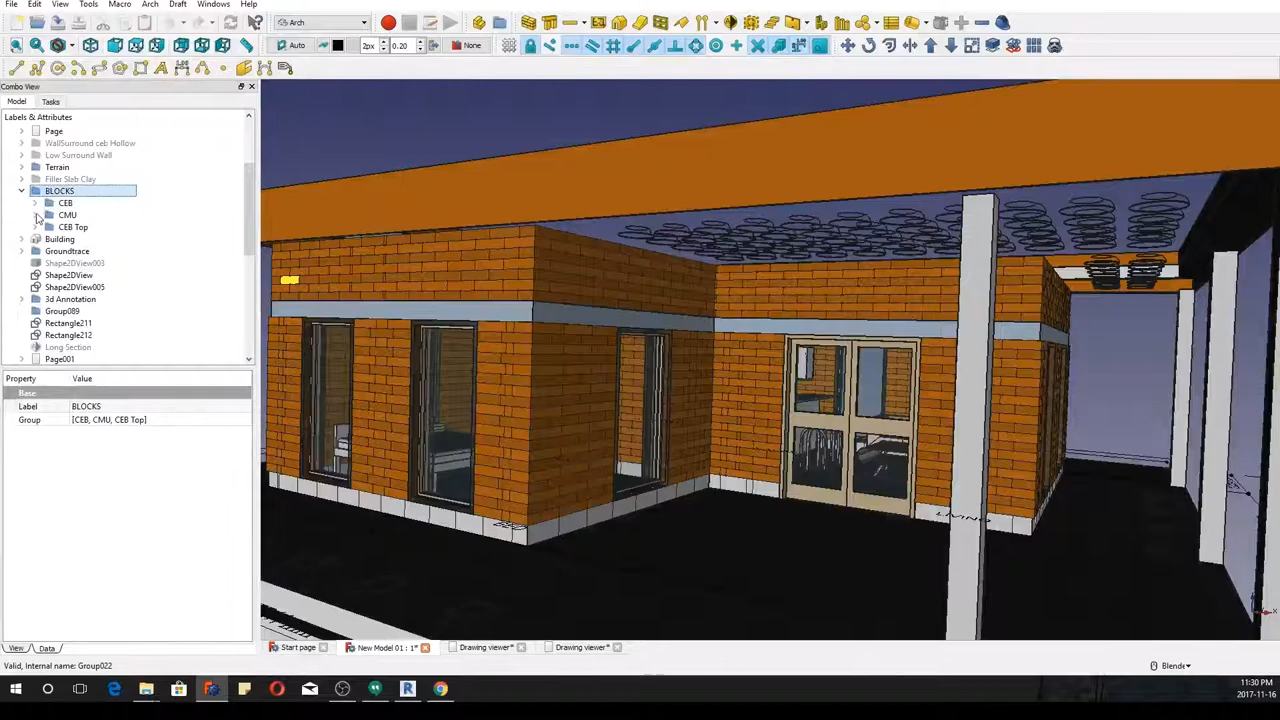 File Edit View Tools Macro Arch Draft Windows Help
Arch
Auto 2px 0.20 None
Combo View
Model Tasks
Labels & Attributes
Page
WallSurround ceb Hollow
Low Surround Wall
Terrain
Filler Slab Clay
BLOCKS
CEB
CMU
CEB Top
Building
Groundtrace
Shape2DView003
Shape2DView
Shape2DView005
3d Annotation
Group089
Rectangle211
Rectangle212
Long Section
Page001
Property Value
Base
Label BLOCKS
Group [CEB, CMU, CEB Top]
LIVING
View Data
Start page New Model 01 : 1* Drawing viewer* Drawing viewer*
Valid, Internal name: Group022
Blende
11:30 PM
2017-11-16